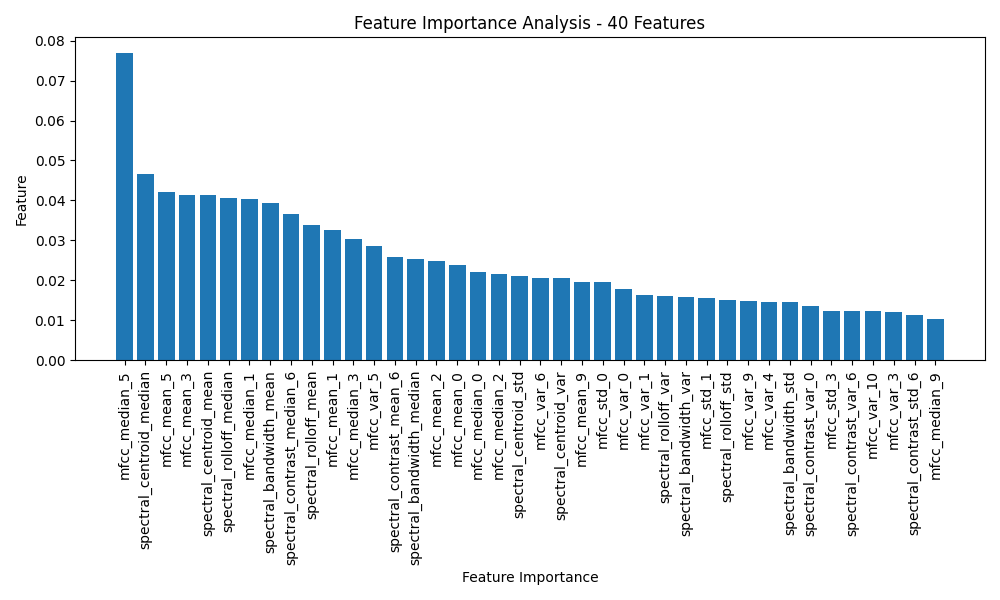 Feature Importance Analysis - 40 Features
Feature
0.08
0.07
0.06
0.05
0.04
0.03
0.02
0.01
0.00
mfcc_median_5
spectral_centroid_median
mfcc_mean_5
mfcc_mean_3
spectral_centroid_mean
spectral_rolloff_median
mfcc_median_1
spectral_bandwidth_mean
spectral_contrast_median_6
spectral_rolloff_mean
mfcc_mean_1
mfcc_median_3
mfcc_var_5
spectral_contrast_mean_6
spectral_bandwidth_median
mfcc_mean_2
mfcc_mean_0
mfcc_median_0
mfcc_median_2
spectral_centroid_std
mfcc_var_6
spectral_centroid_var
mfcc_mean_9
mfcc_std_0
mfcc_var_0
mfcc_var_1
spectral_rolloff_var
spectral_bandwidth_var
mfcc_std_1
spectral_rolloff_std
mfcc_var_9
mfcc_var_4
spectral_bandwidth_std
spectral_contrast_var_0
mfcc_std_3
spectral_contrast_var_6
mfcc_var_10
mfcc_var_3
spectral_contrast_std_6
mfcc_median_9
Feature Importance